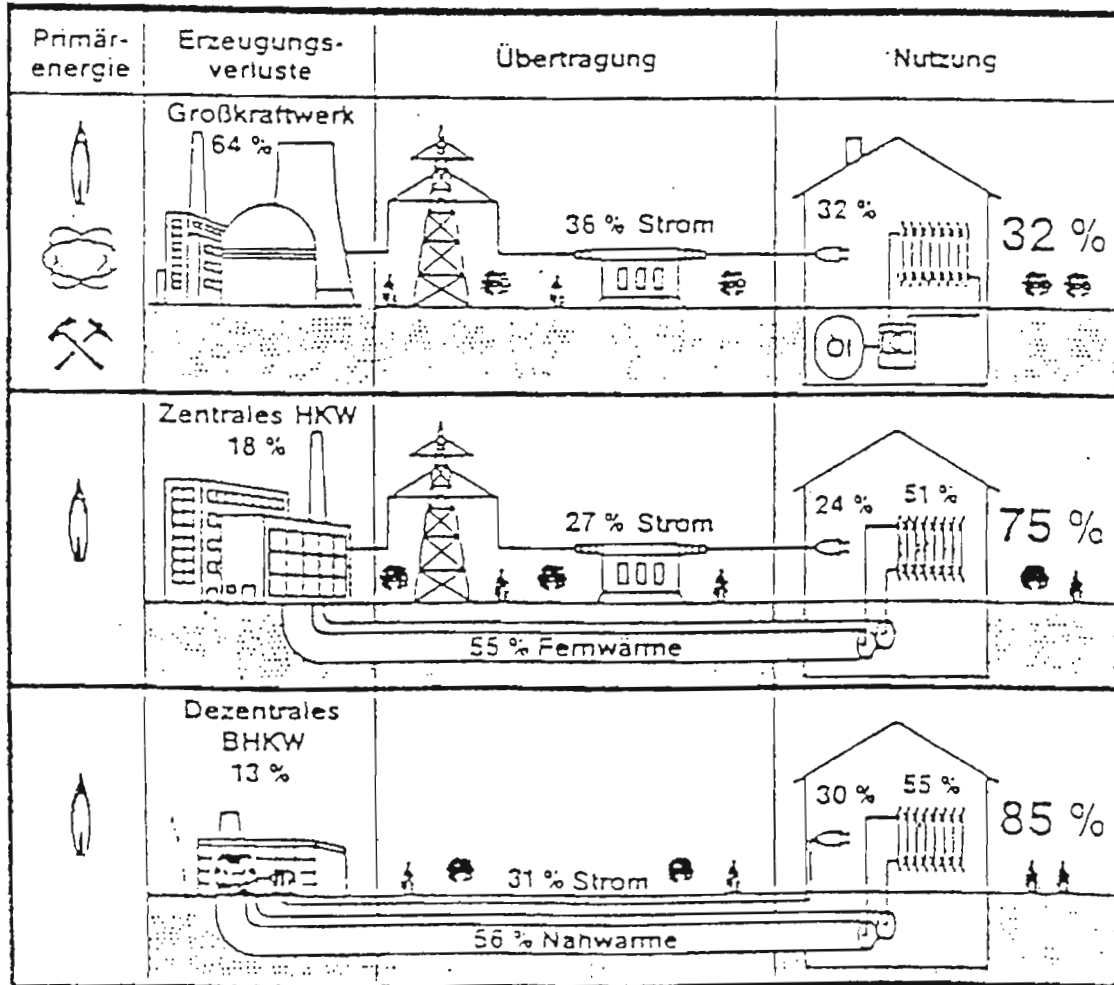 Primär-
energie
Erzeugungs-
verluste
Übertragung
Nutzung
Großkraftwerk
64 %
36 % Strom
32 %
32 %
Öl
Zentrales HKW
18 %
27 % Strom
24 %
51 %
75 %
55 % Fernwärme
Dezentrales
BHKW
13 %
30 %
55 %
85 %
31 % Strom
56 % Nahwärme